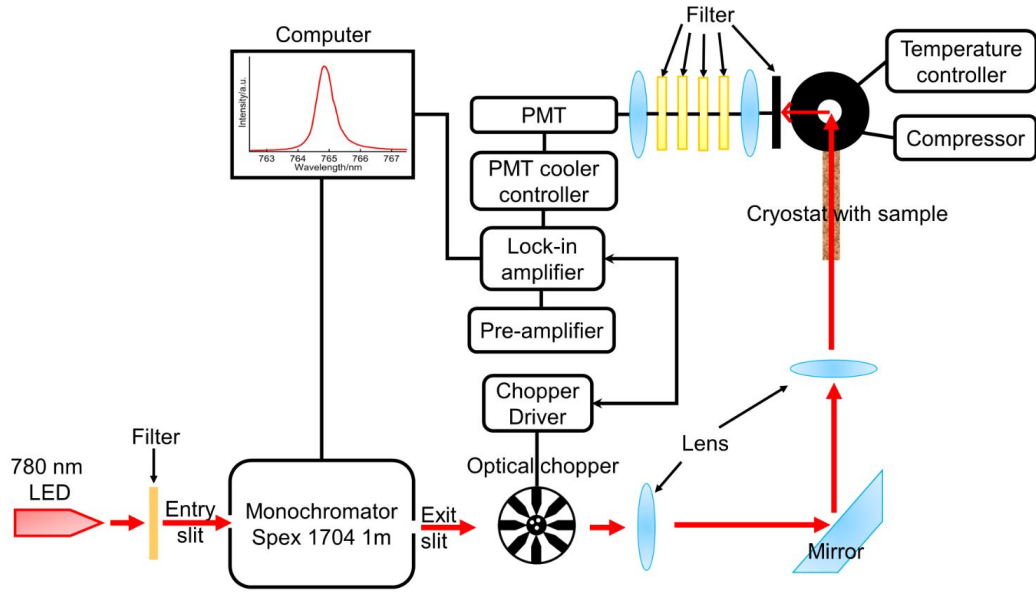 Computer
Intensity/a.u.
763 764 765 766 767
Wavelength/nm
Filter
Temperature
controller
Compressor
PMT
PMT cooler
controller
Cryostat with sample
Lock-in
amplifier
Pre-amplifier
Chopper
Driver
Lens
Filter
Optical chopper
780 nm
LED
Entry
slit
Monochromator
Spex 1704 1m
Exit
slit
Mirror